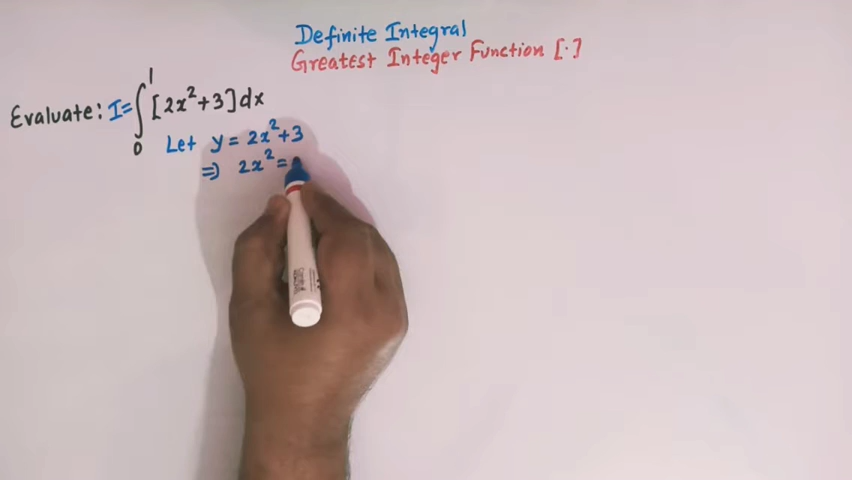 Definite Integral
Greatest Integer Function [·]
Evaluate: I = ∫₀¹ [2x²+3] dx
Let y = 2x²+3
⇒ 2x² =